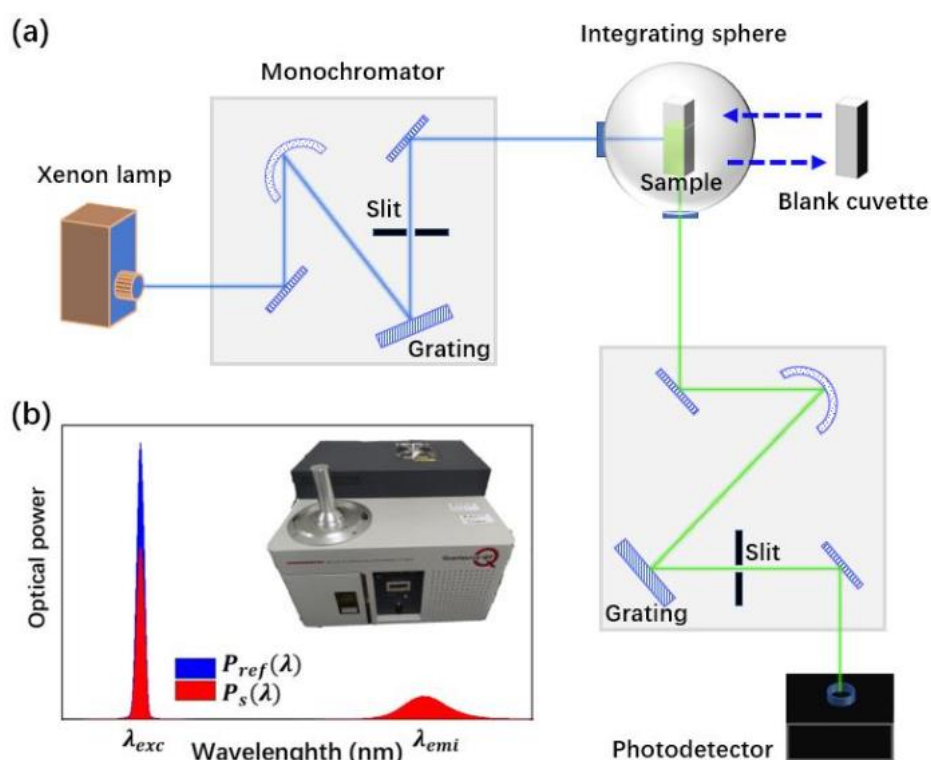 (a)
Integrating sphere
Monochromator
Xenon lamp
Sample
Blank cuvette
Slit
Grating
(b)
Optical power
P_ref(λ)
P_s(λ)
λ_exc
Wavelenghth (nm)
λ_emi
Slit
Grating
Photodetector